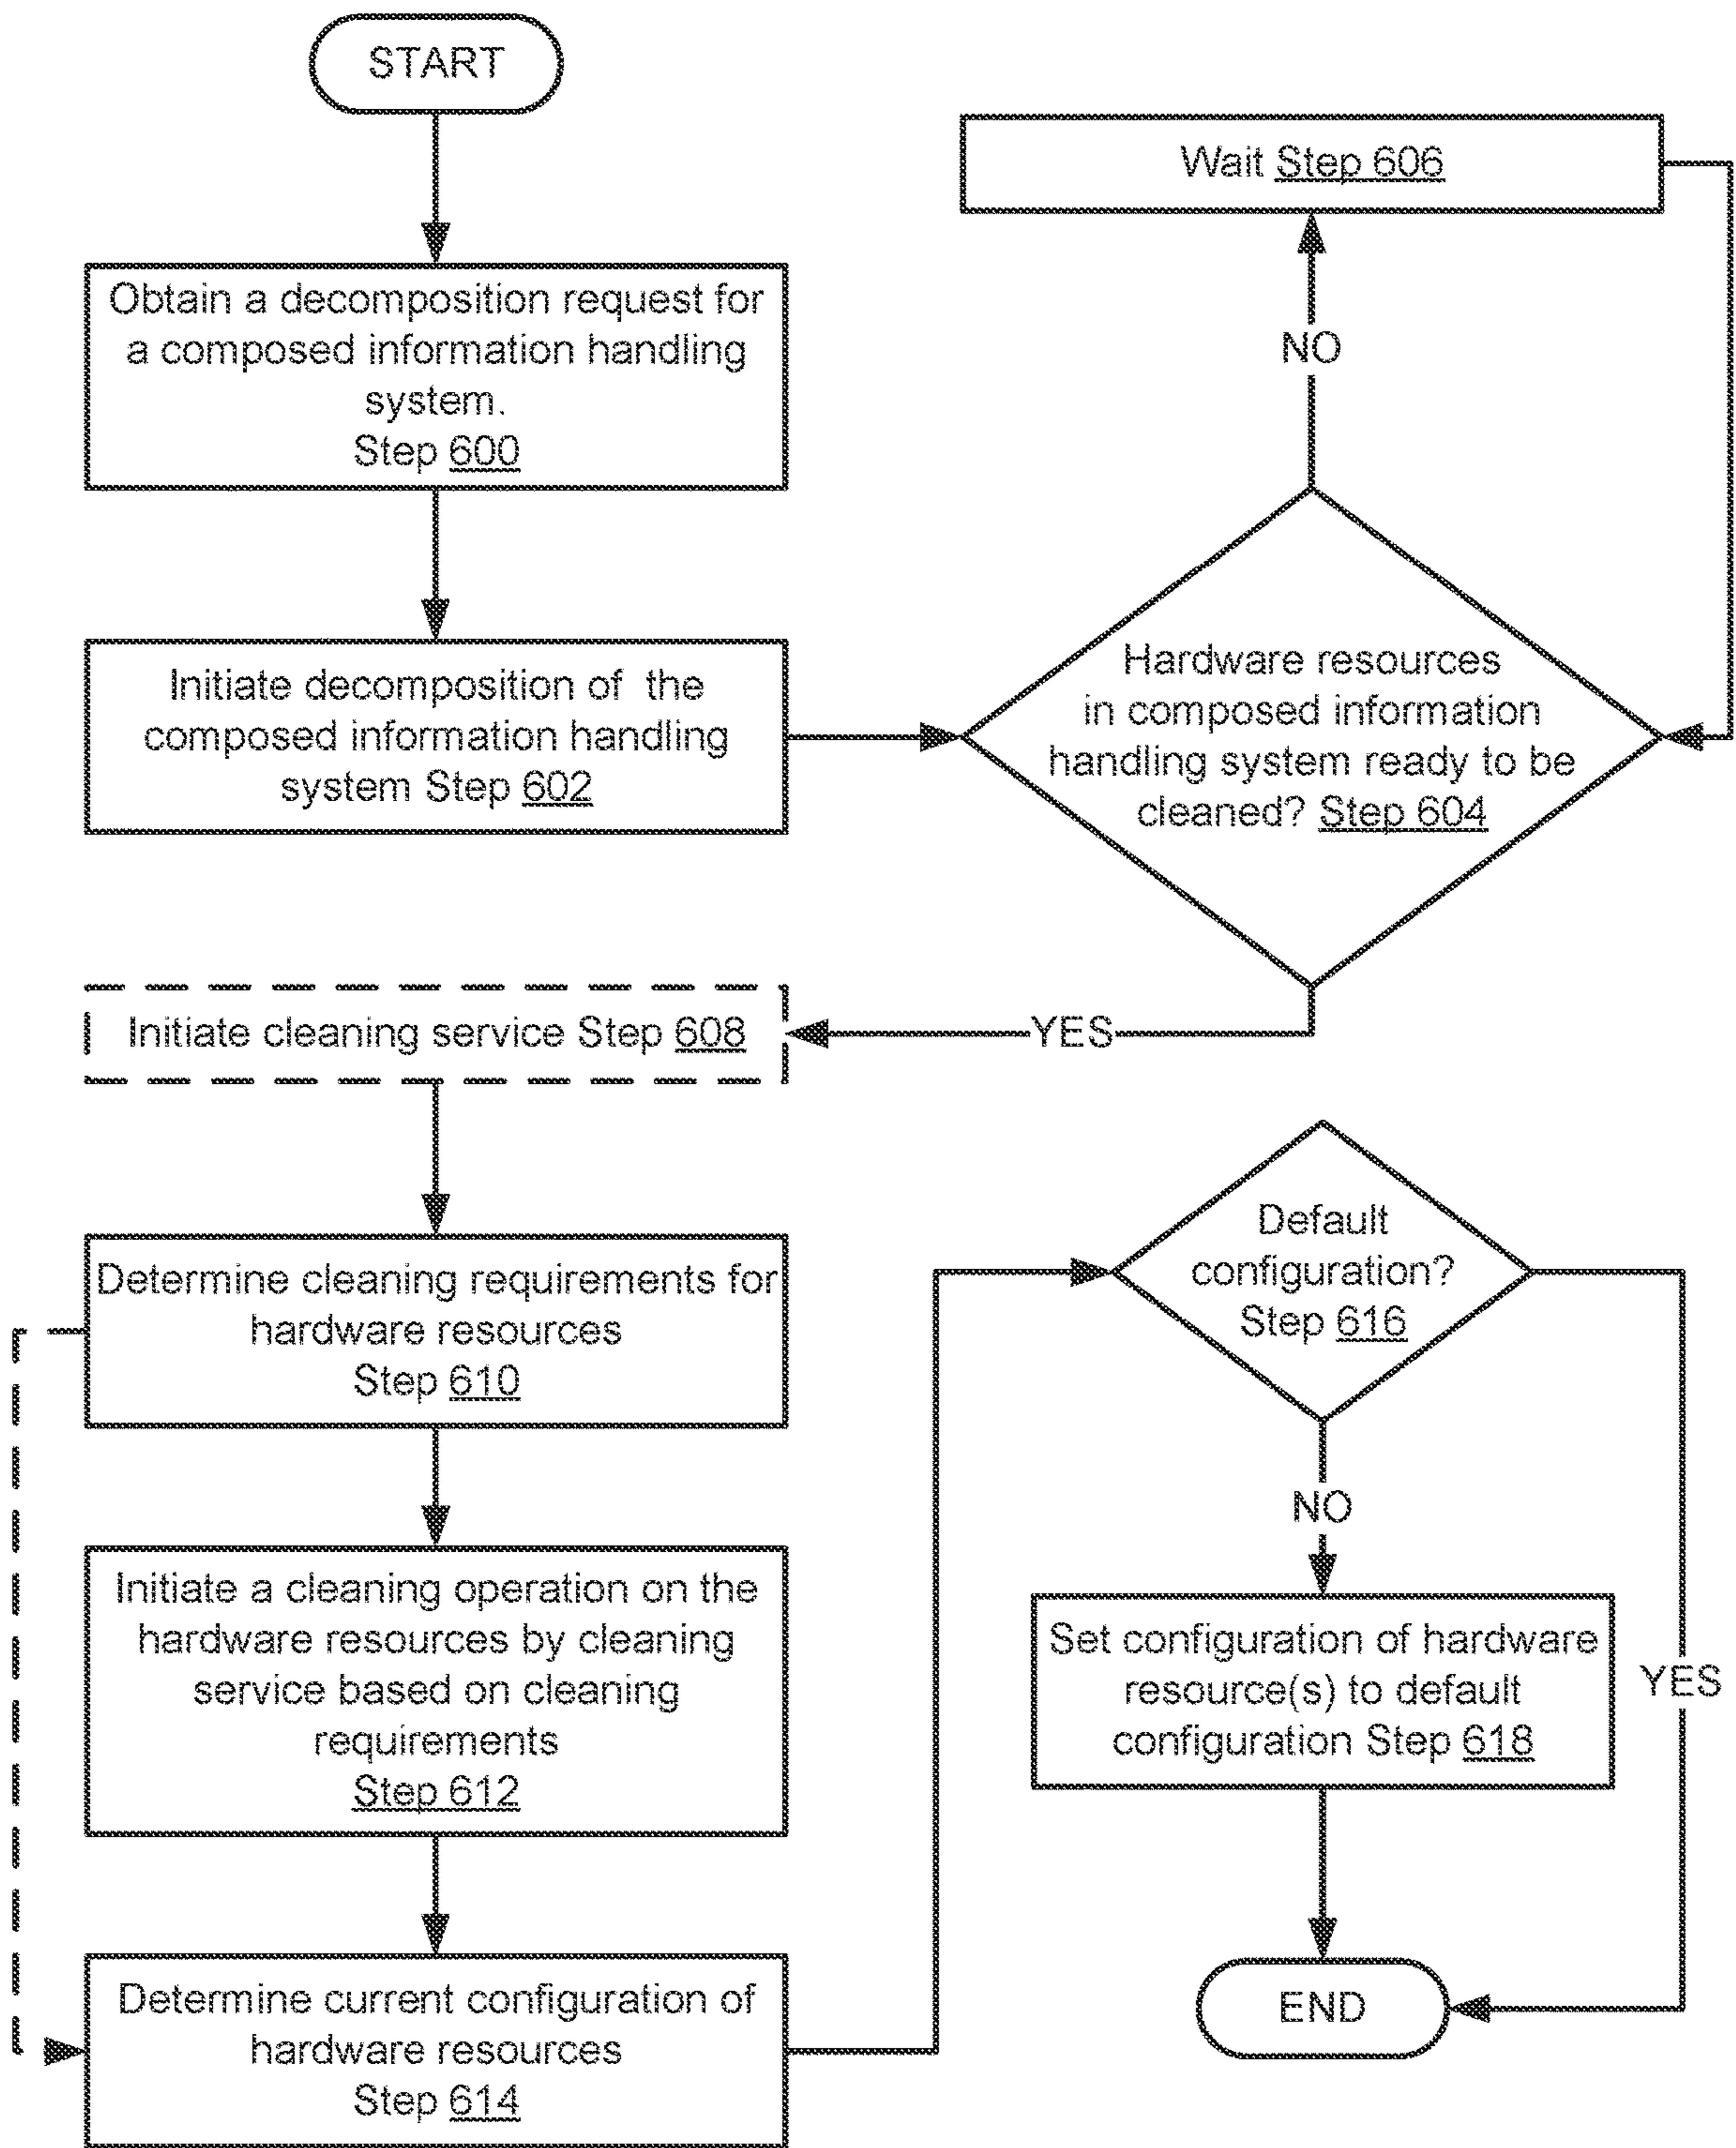 START
Obtain a decomposition request for
a composed information handling
system.
Step 600
Initiate decomposition of the
composed information handling
system Step 602
Wait Step 606
NO
Hardware resources
in composed information
handling system ready to be
cleaned? Step 604
YES
Initiate cleaning service Step 608
Determine cleaning requirements for
hardware resources
Step 610
Initiate a cleaning operation on the
hardware resources by cleaning
service based on cleaning
requirements
Step 612
Determine current configuration of
hardware resources
Step 614
Default
configuration?
Step 616
NO
YES
Set configuration of hardware
resource(s) to default
configuration Step 618
END